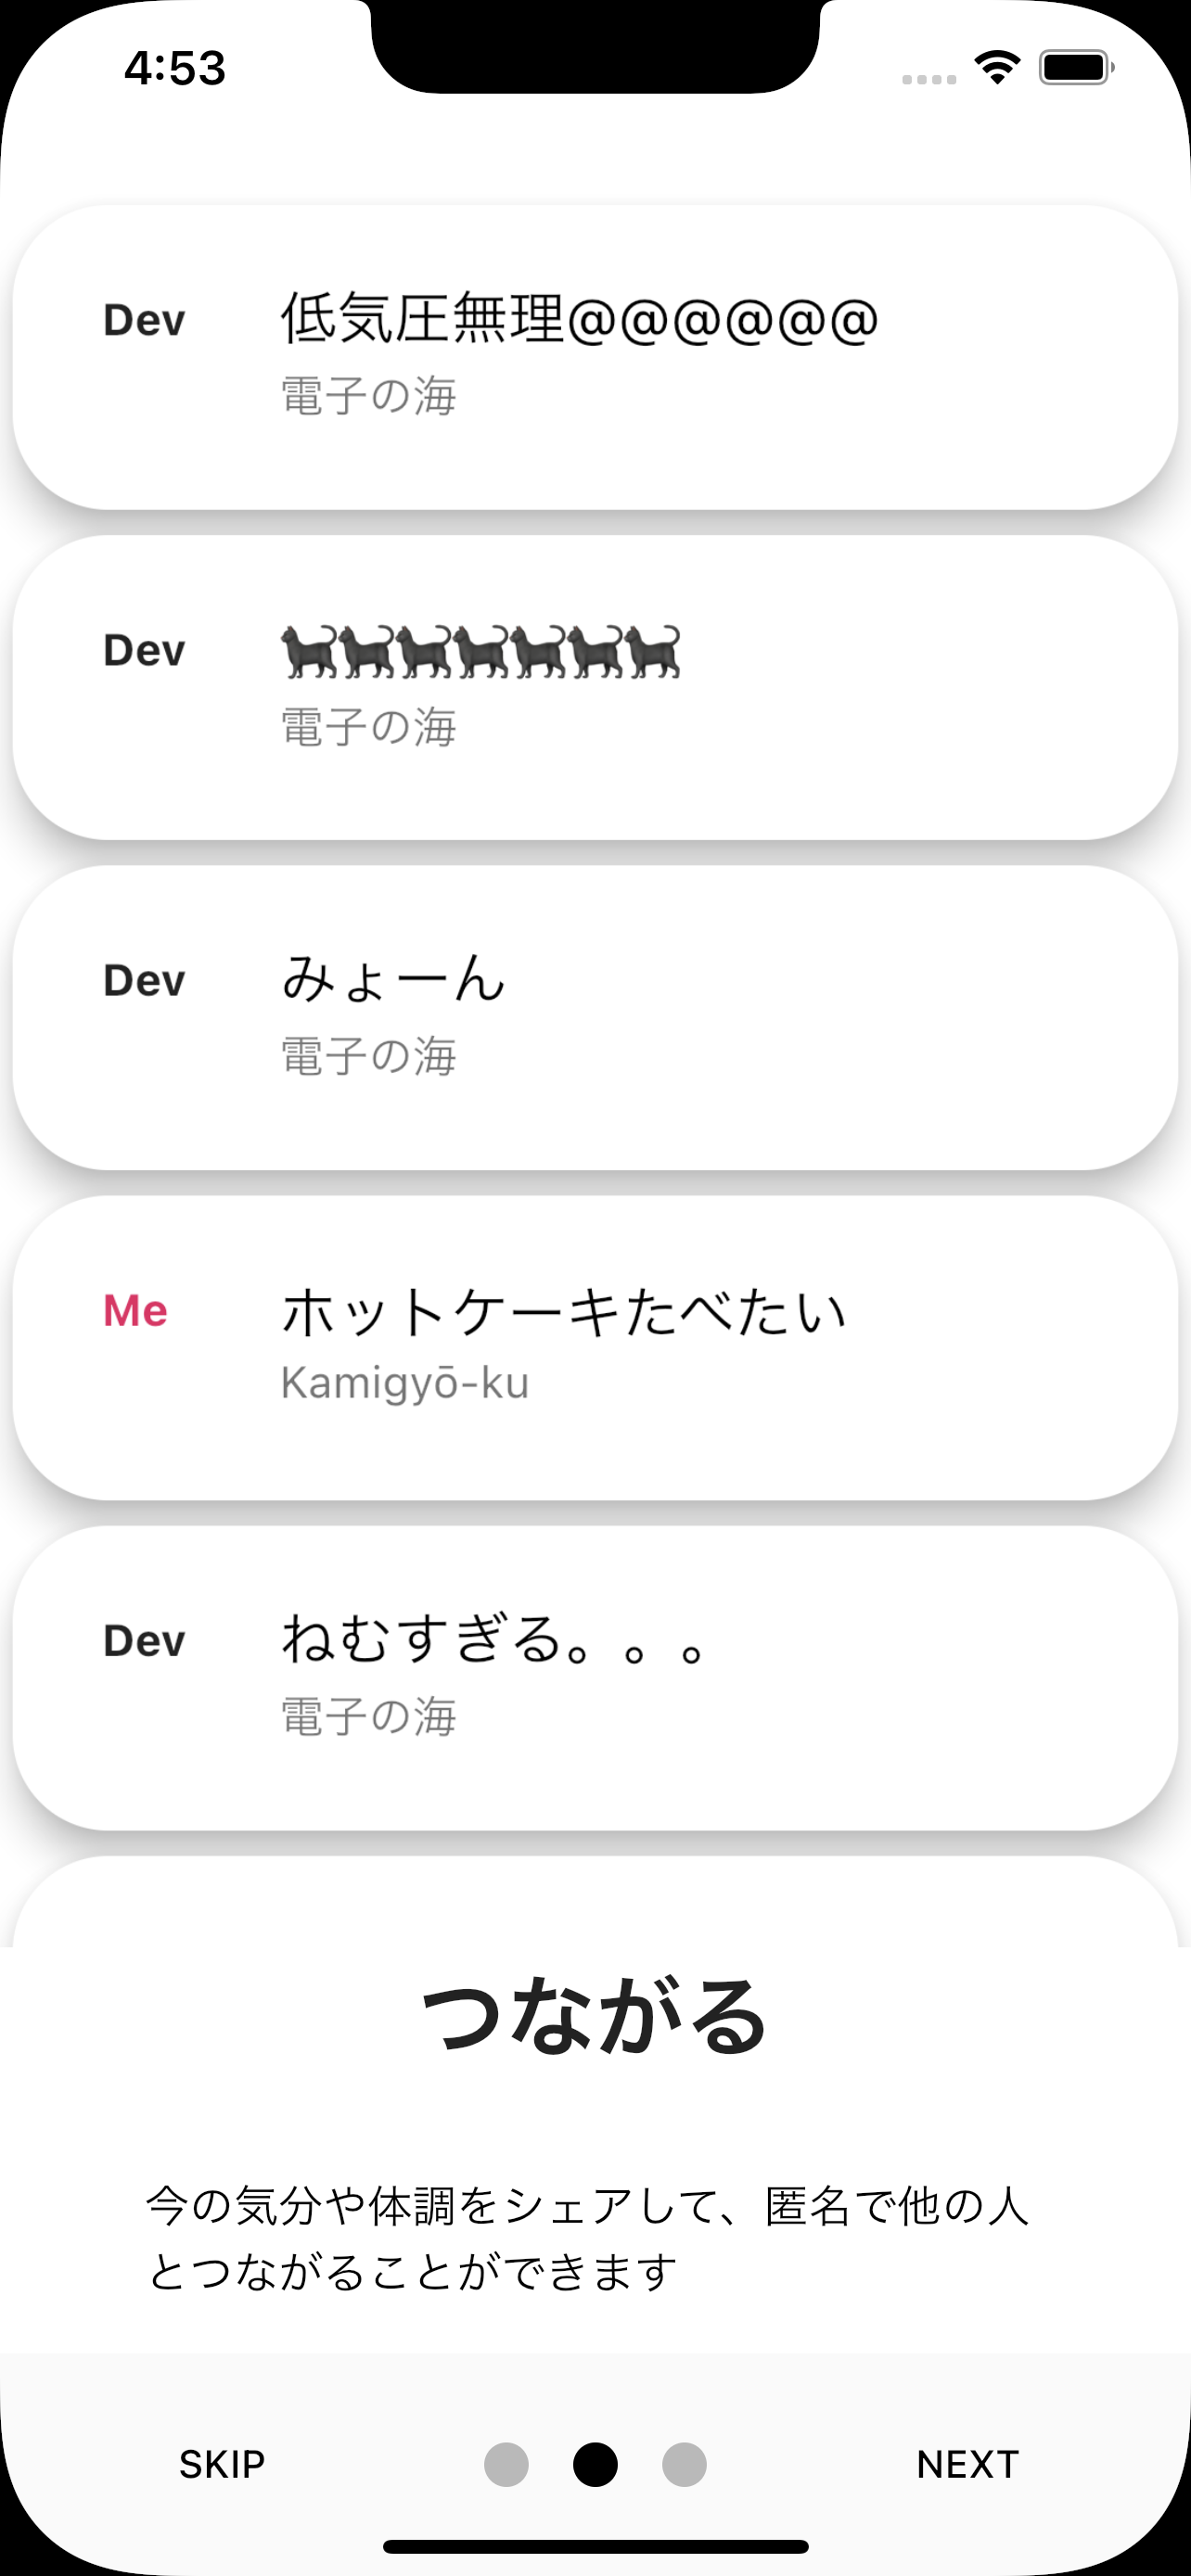 4:53
Dev 低気圧無理@@@@@@
電子の海
Dev 🐈‍⬛🐈‍⬛🐈‍⬛🐈‍⬛🐈‍⬛🐈‍⬛🐈‍⬛
電子の海
Dev みょーん
電子の海
Me ホットケーキたべたい
Kamigyō-ku
Dev ねむすぎる。。。
電子の海
つながる
今の気分や体調をシェアして、匿名で他の人
とつながることができます
SKIP NEXT